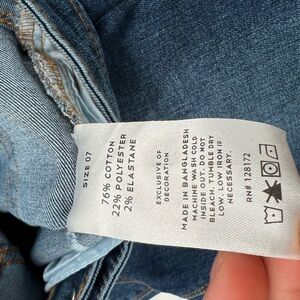 SIZE 07
76% COTTON
22% POLYESTER
2% ELASTANE
EXCLUSIVE OF
DECORATION
MADE IN BANGLADESH
MACHINE WASH COLD
INSIDE OUT. DO NOT
BLEACH. TUMBLE DRY
LOW. LOW IRON IF
NECESSARY.
RN# 128172